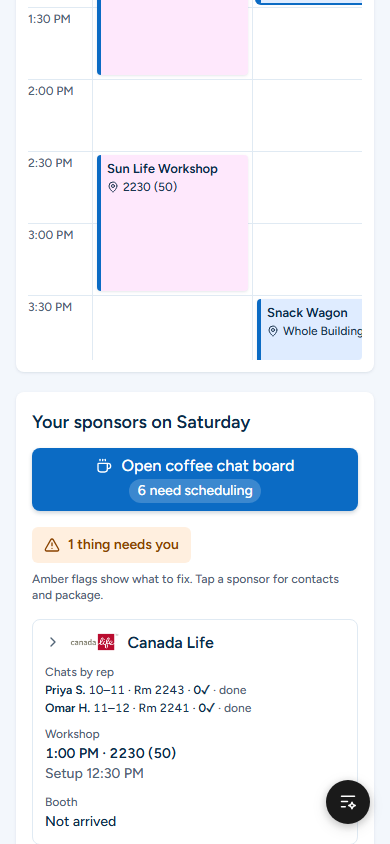 1:30 PM
2:00 PM
2:30 PM
Sun Life Workshop
2230 (50)
3:00 PM
3:30 PM
Snack Wagon
Whole Building
Your sponsors on Saturday
Open coffee chat board
6 need scheduling
1 thing needs you
Amber flags show what to fix. Tap a sponsor for contacts
and package.
canada life Canada Life
Chats by rep
Priya S. 10–11 · Rm 2243 · 0✓ · done
Omar H. 11–12 · Rm 2241 · 0✓ · done
Workshop
1:00 PM · 2230 (50)
Setup 12:30 PM
Booth
Not arrived